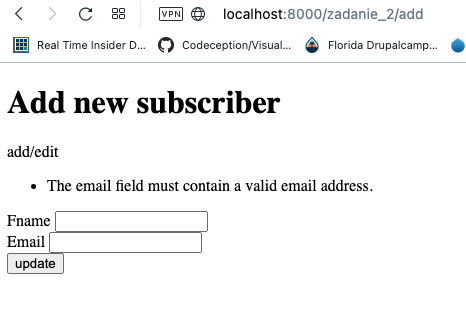 VPN localhost:8000/zadanie_2/add
Real Time Insider D... Codeception/Visual... Florida Drupalcamp...
Add new subscriber
add/edit
• The email field must contain a valid email address.
Fname
Email
update